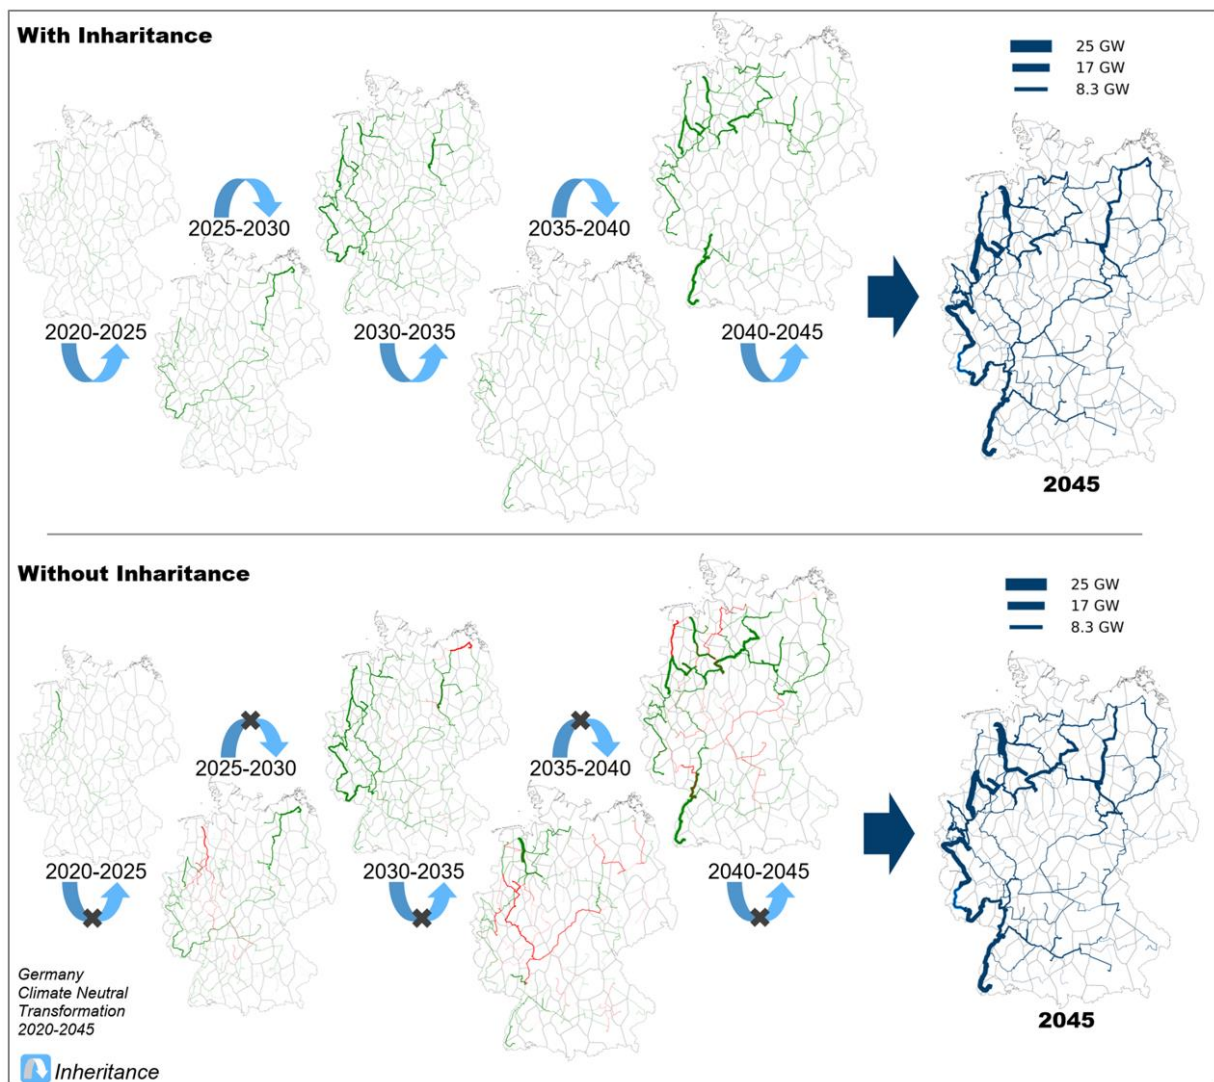 With Inharitance
25 GW
17 GW
8.3 GW
2025-2030
2035-2040
2020-2025
2030-2035
2040-2045
2045
Without Inharitance
25 GW
17 GW
8.3 GW
2025-2030
2035-2040
2020-2025
2030-2035
2040-2045
Germany
Climate Neutral
Transformation
2020-2045
2045
Inheritance